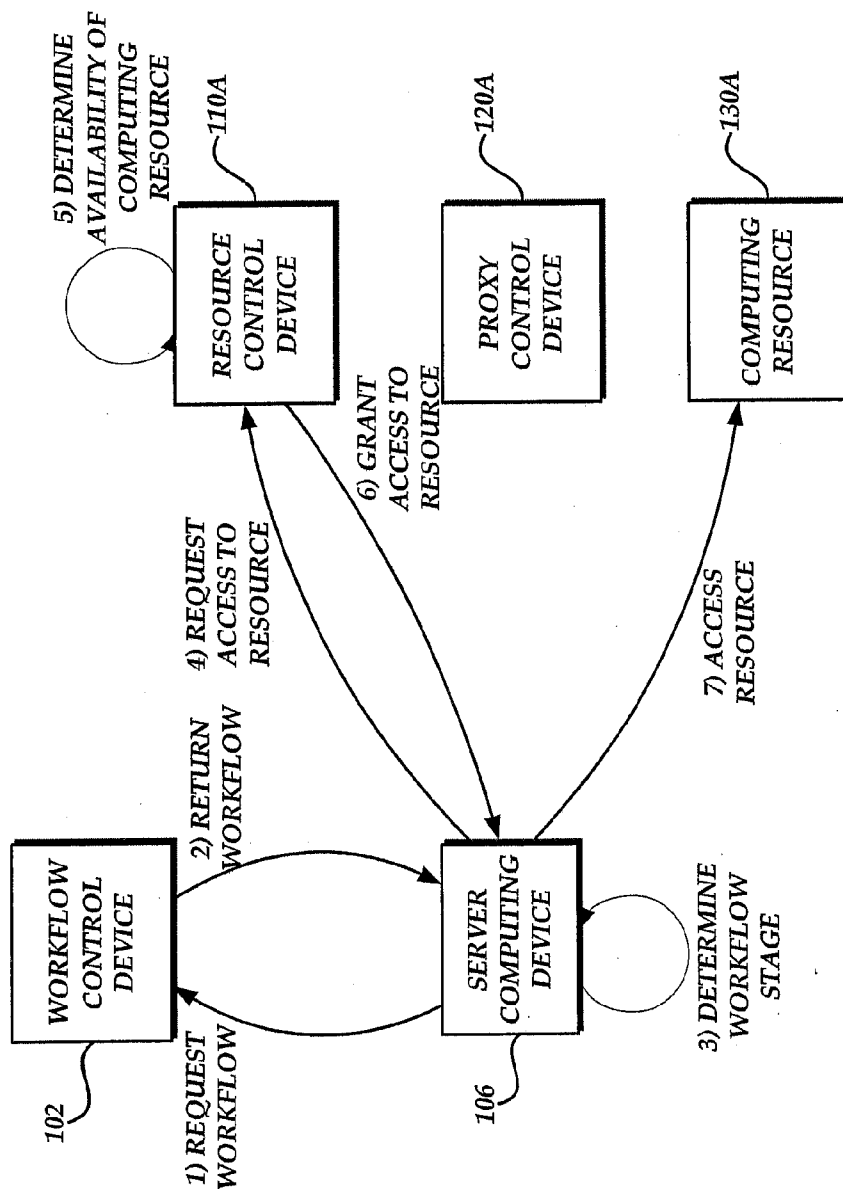 102
WORKFLOW
CONTROL
DEVICE
1) REQUEST
WORKFLOW
2) RETURN
WORKFLOW
106
SERVER
COMPUTING
DEVICE
3) DETERMINE
WORKFLOW
STAGE
4) REQUEST
ACCESS TO
RESOURCE
5) DETERMINE
AVAILABILITY OF
COMPUTING
RESOURCE
110A
RESOURCE
CONTROL
DEVICE
6) GRANT
ACCESS TO
RESOURCE
120A
PROXY
CONTROL
DEVICE
7) ACCESS
RESOURCE
130A
COMPUTING
RESOURCE